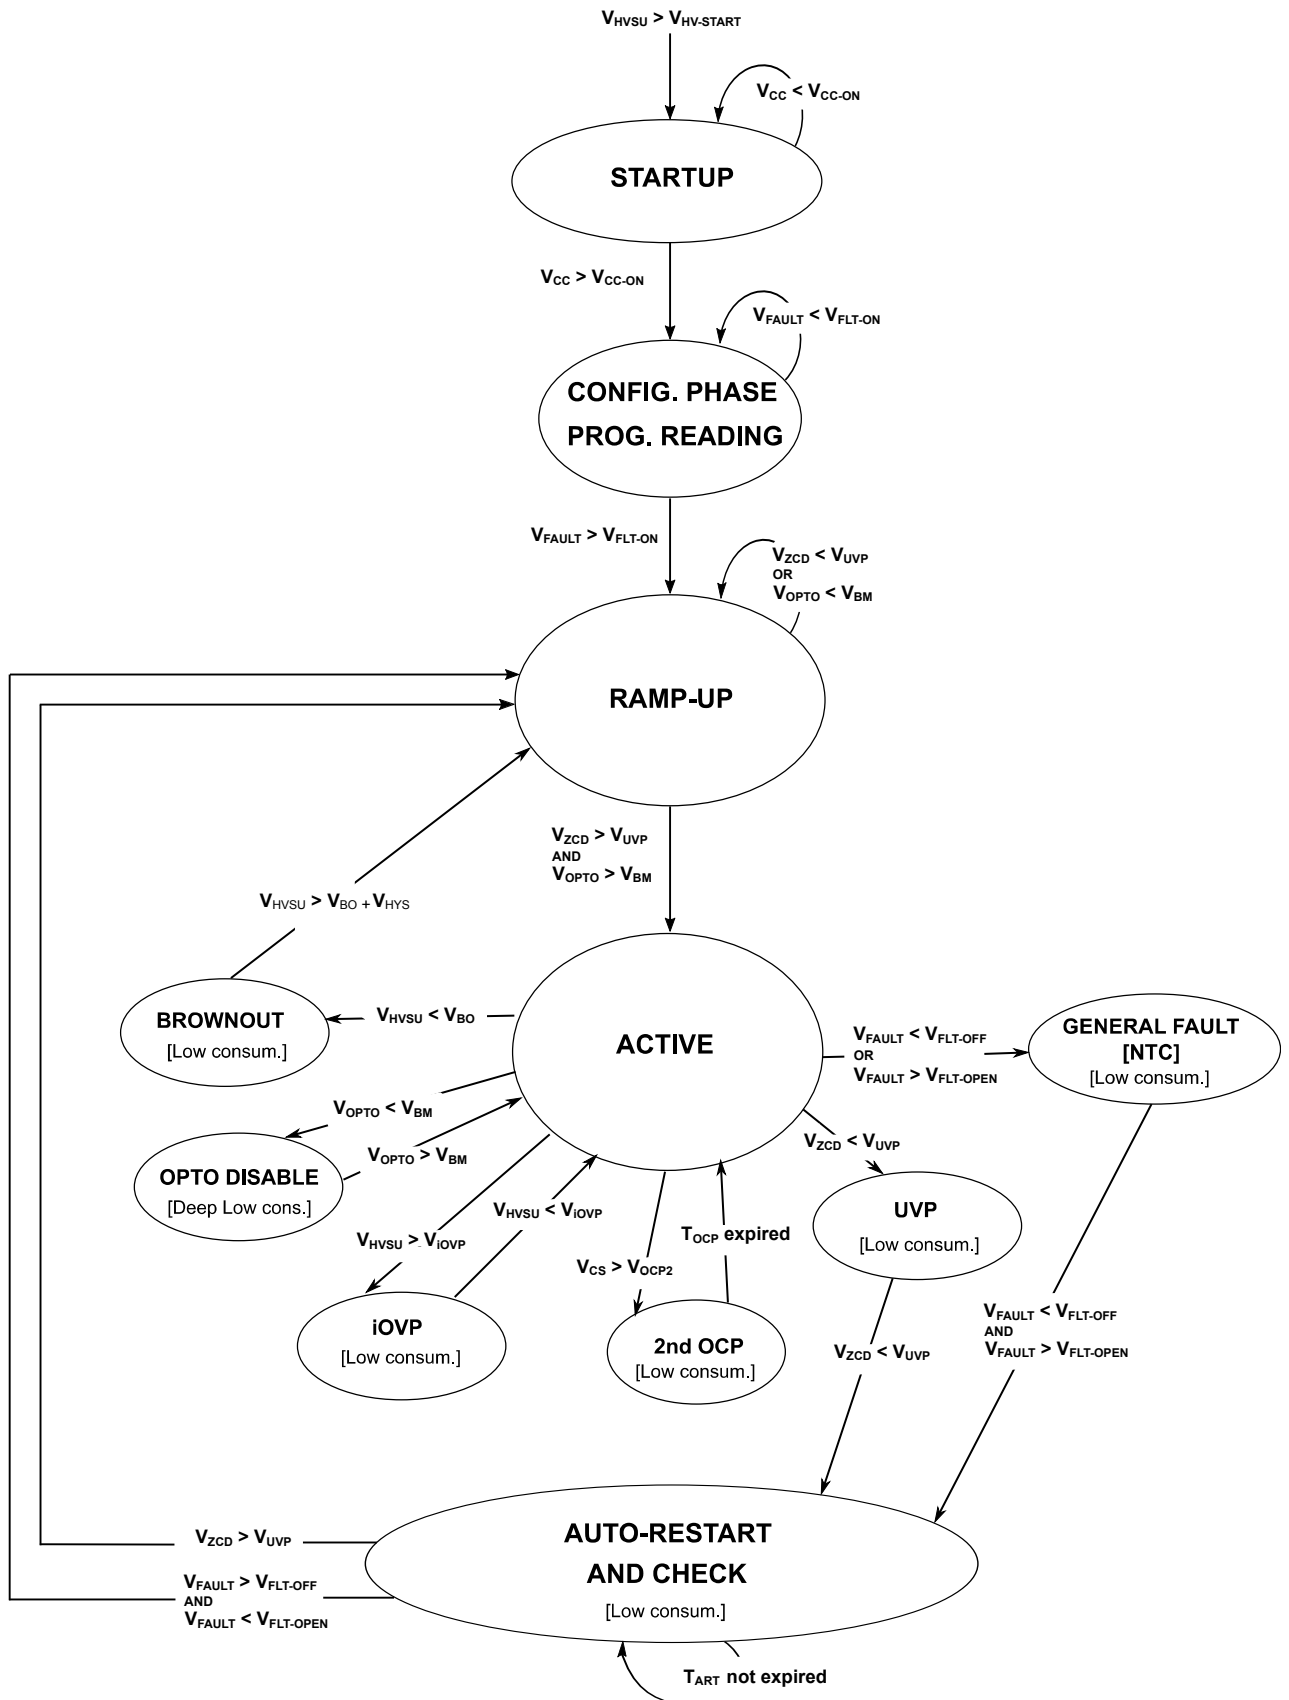 VHVSU > VHV-START
VCC < VCC-ON
STARTUP
VCC > VCC-ON
VFAULT < VFLT-ON
CONFIG. PHASE
PROG. READING
VFAULT > VFLT-ON
VZCD < VUVP
OR
VOPTO < VBM
RAMP-UP
VZCD > VUVP
AND
VOPTO > VBM
VHVSU > VBO + VHYS
BROWNOUT
[Low consum.]
VHVSU < VBO
ACTIVE
VFAULT < VFLT-OFF
OR
VFAULT > VFLT-OPEN
GENERAL FAULT
[NTC]
[Low consum.]
VOPTO < VBM
VOPTO > VBM
OPTO DISABLE
[Deep Low cons.]
VZCD < VUVP
UVP
[Low consum.]
VHVSU > VIOVP
VHVSU < VIOVP
TOCP expired
VCS > VOCP2
iOVP
[Low consum.]
2nd OCP
[Low consum.]
VZCD < VUVP
VFAULT < VFLT-OFF
AND
VFAULT > VFLT-OPEN
AUTO-RESTART
AND CHECK
[Low consum.]
VZCD > VUVP
VFAULT > VFLT-OFF
AND
VFAULT < VFLT-OPEN
TART not expired